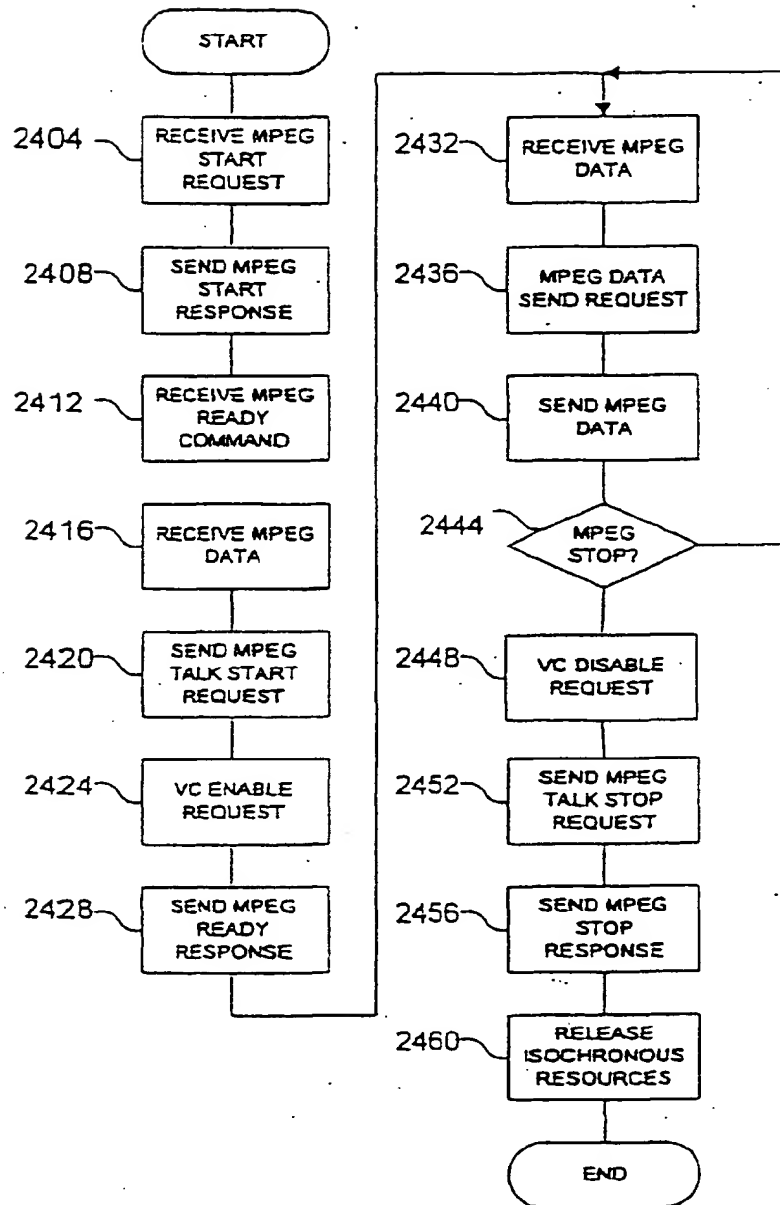 START
2404
RECEIVE MPEG
START
REQUEST
2408
SEND MPEG
START
RESPONSE
2412
RECEIVE MPEG
READY
COMMAND
2416
RECEIVE MPEG
DATA
2420
SEND MPEG
TALK START
REQUEST
2424
VC ENABLE
REQUEST
2428
SEND MPEG
READY
RESPONSE
2432
RECEIVE MPEG
DATA
2436
MPEG DATA
SEND REQUEST
2440
SEND MPEG
DATA
2444
MPEG
STOP?
2448
VC DISABLE
REQUEST
2452
SEND MPEG
TALK STOP
REQUEST
2456
SEND MPEG
STOP
RESPONSE
2460
RELEASE
ISOCHRONOUS
RESOURCES
END